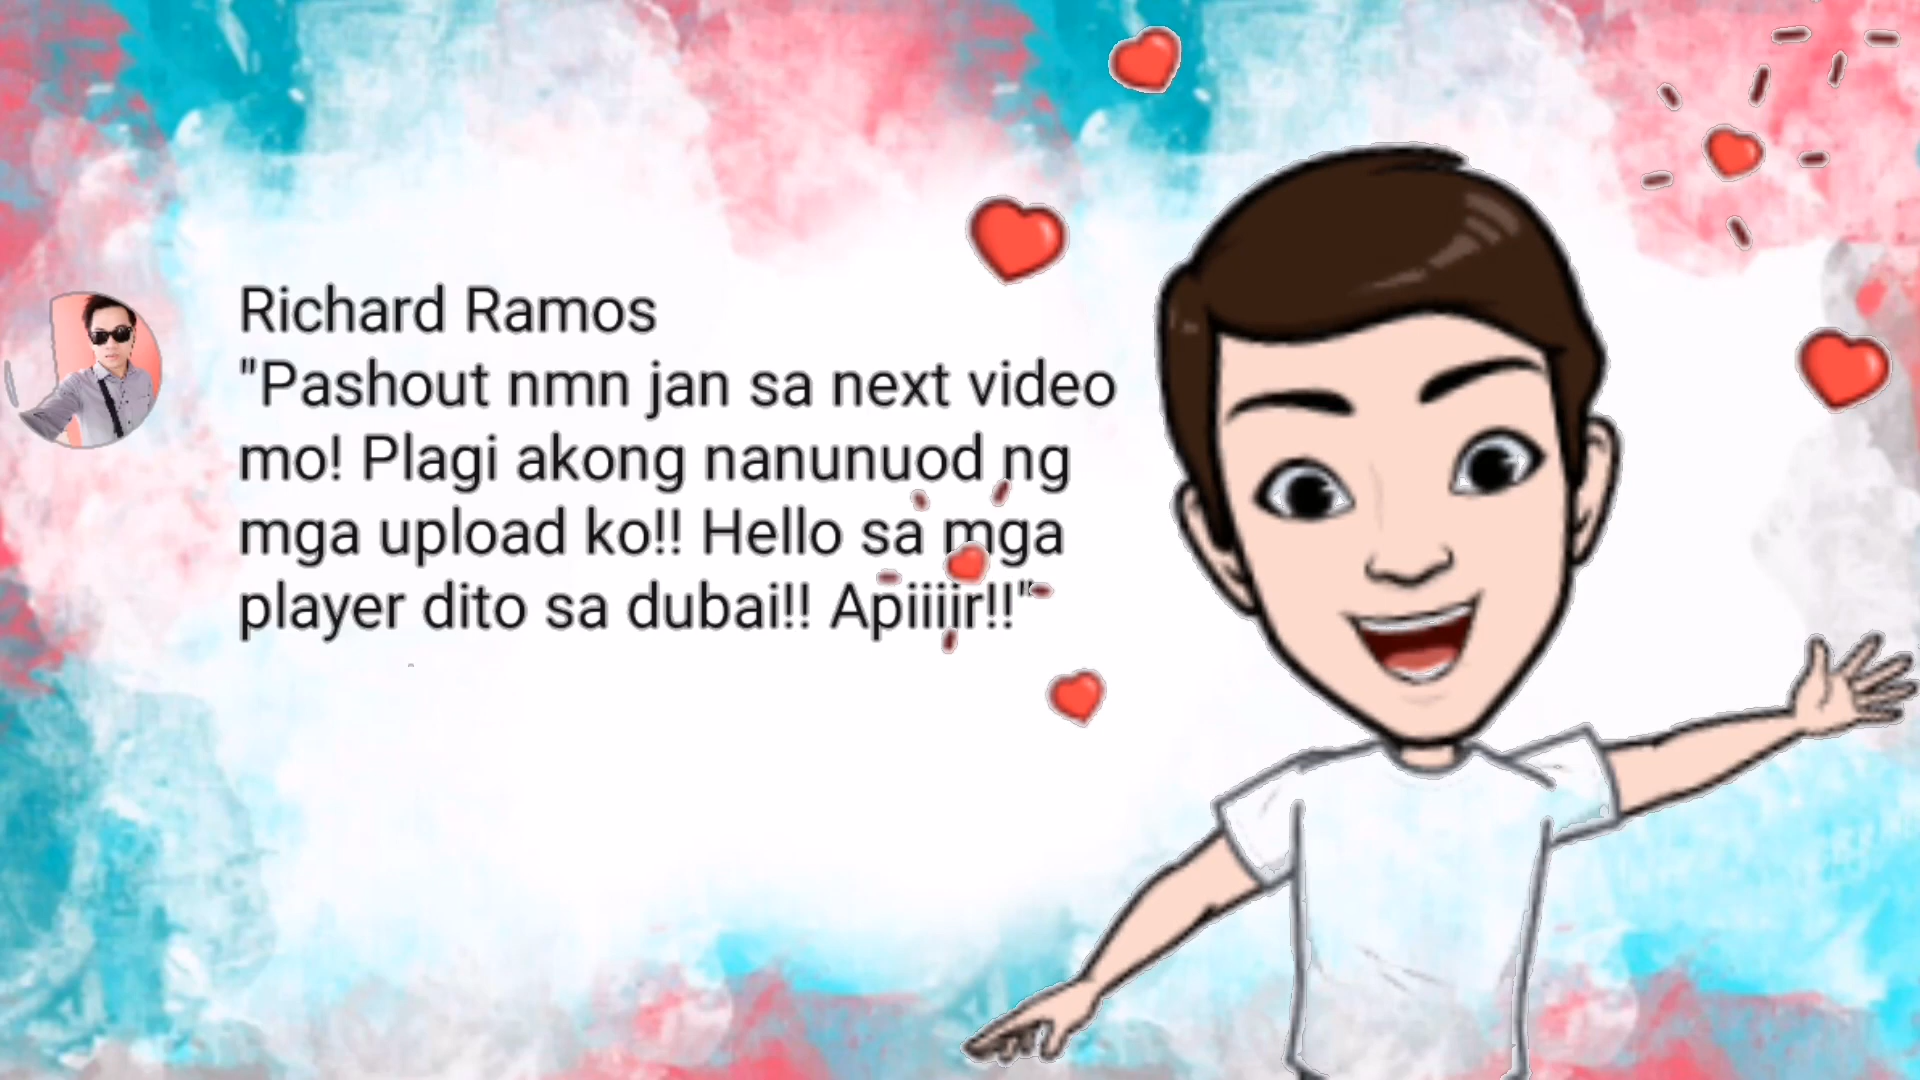 Richard Ramos
"Pashout nmn jan sa next video
mo! Plagi akong nanunuod ng
mga upload ko!! Hello sa mga
player dito sa dubai!! Apiiiir!!"